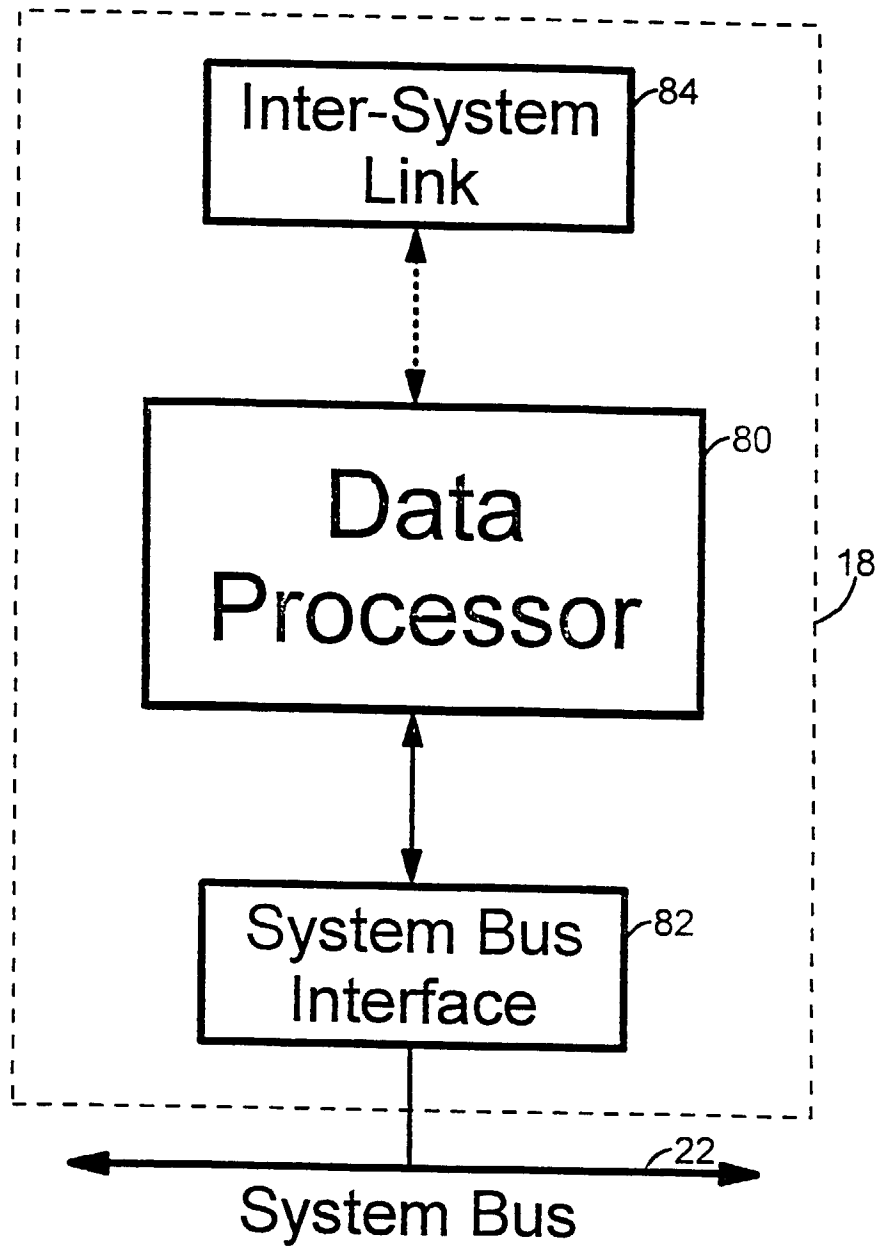 Inter-System
Link
84
Data
Processor
80
18
System Bus
Interface
82
22
System Bus